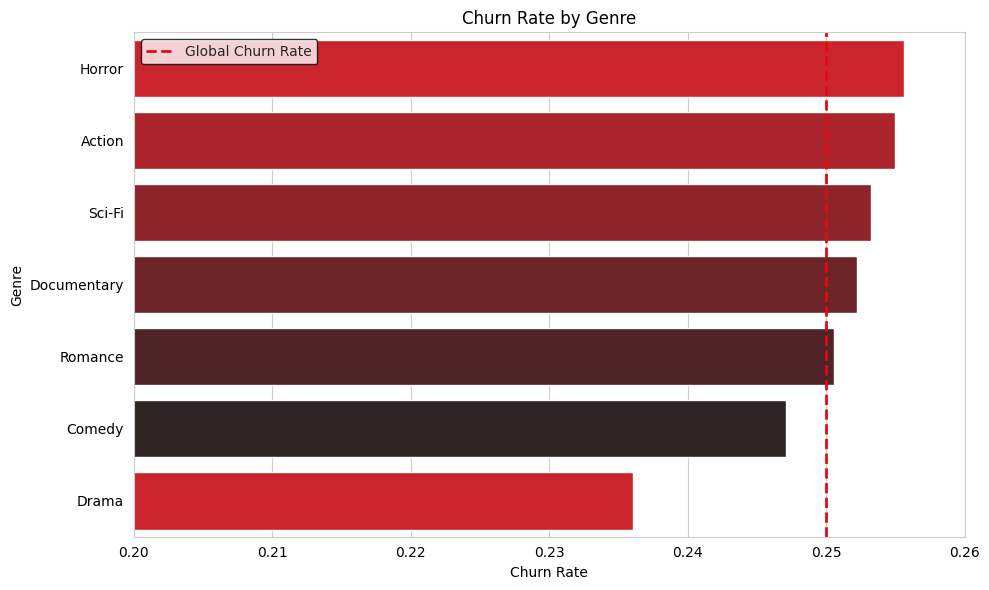 Churn Rate by Genre
Global Churn Rate
Genre
Horror
Action
Sci-Fi
Documentary
Romance
Comedy
Drama
0.20 0.21 0.22 0.23 0.24 0.25 0.26
Churn Rate